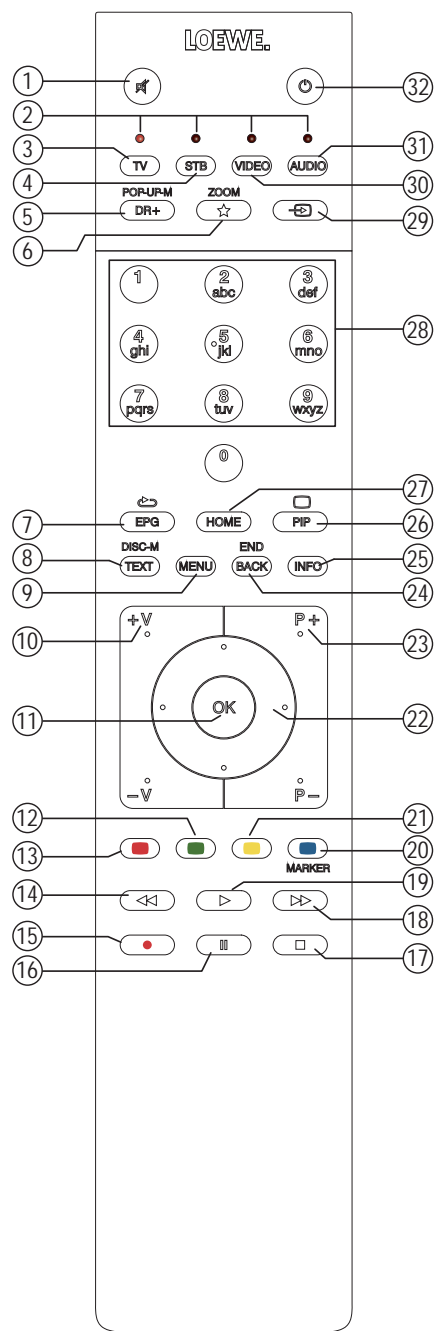 LOEWE.
1
32
2
3 TV STB VIDEO AUDIO 31
4
30
POP-UP-M ZOOM
5 DR+ 29
6
1 2 3
abc def
28
4 5 6
ghi jkl mno
7 8 9
pqrs tuv wxyz
0
27
7 EPG HOME PIP 26
DISC-M END
8 TEXT MENU BACK INFO 25
9 24
+V P+
10 23
11 OK 22
−V P−
12 21
13 20
MARKER
19
14
18
15
16 17